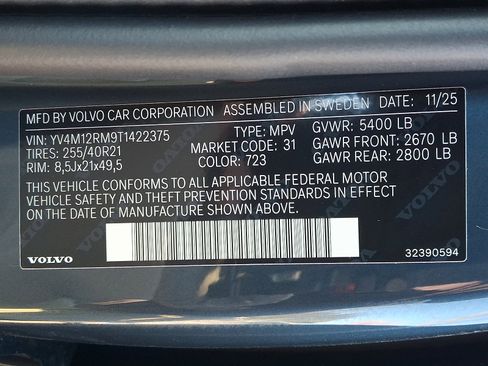 MFD BY VOLVO CAR CORPORATION ASSEMBLED IN SWEDEN DATE: 11/25
VIN: YV4M12RM9T1422375 TYPE: MPV GVWR: 5400 LB
TIRES: 255/40R21 MARKET CODE: 31 GAWR FRONT: 2670 LB
RIM: 8,5Jx21x49,5 COLOR: 723 GAWR REAR: 2800 LB
THIS VEHICLE CONFORMS TO ALL APPLICABLE FEDERAL MOTOR
VEHICLE SAFETY AND THEFT PREVENTION STANDARDS IN EFFECT
ON THE DATE OF MANUFACTURE SHOWN ABOVE.
VOLVO 32390594